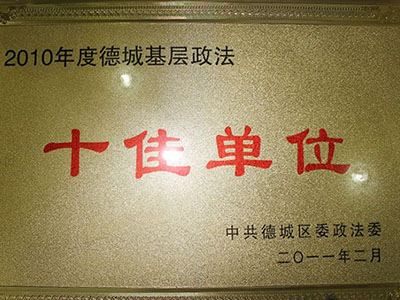 2010年度德城基层政法
十佳单位
中共德城区委政法委
二〇一一年二月